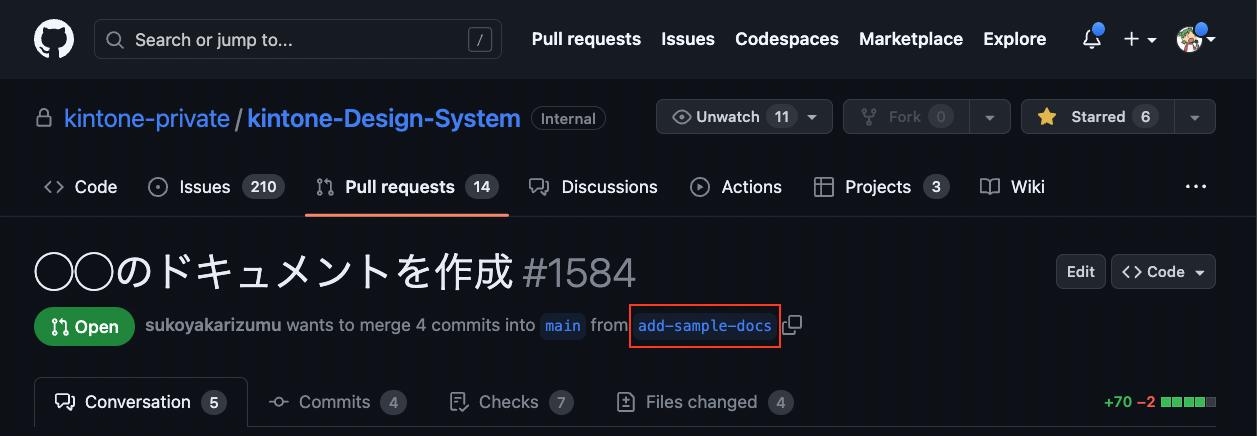 Search or jump to... / Pull requests Issues Codespaces Marketplace Explore
kintone-private / kintone-Design-System Internal Unwatch 11 Fork 0 Starred 6
Code Issues 210 Pull requests 14 Discussions Actions Projects 3 Wiki
◯◯のドキュメントを作成 #1584 Edit Code
Open sukoyakarizumu wants to merge 4 commits into main from add-sample-docs
Conversation 5 Commits 4 Checks 7 Files changed 4 +70 −2